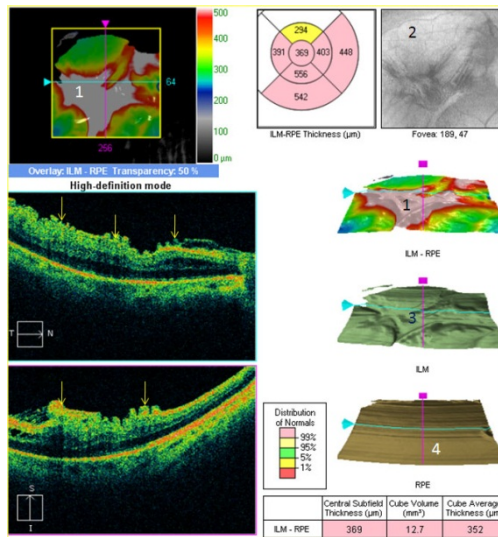 500
400
300
200
100
0 µm
1
64
256
Overlay: ILM - RPE Transparency: 50 %
High-definition mode
294
391
369
403
448
556
542
ILM-RPE Thickness (µm)
2
Fovea: 189, 47
1
ILM - RPE
3
ILM
4
RPE
T
N
S
I
Distribution
of Normals
99%
95%
5%
1%
Central Subfield
Thickness (µm)
Cube Volume
(mm³)
Cube Average
Thickness (µm)
ILM - RPE
369
12.7
352